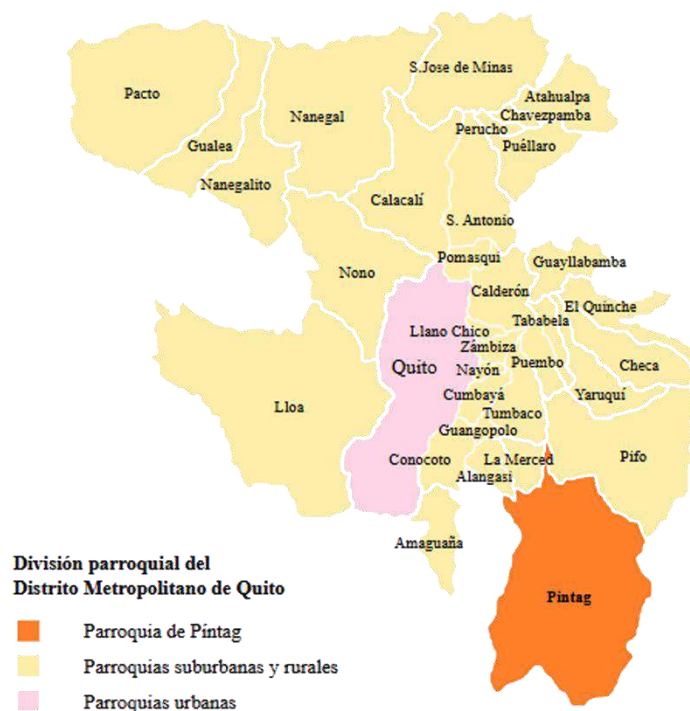 S.Jose de Minas
Pacto
Atahualpa
Nanegal
Chavezpamba
Perucho
Gualea
Puéllaro
Nanegalito
Calacalí
S. Antonio
Pomasqui
Guayllabamba
Nono
Calderón
El Quinche
Tababela
Llano Chico
Zámbiza
Quito
Nayón
Puembo
Checa
Cumbayá
Yaruquí
Lloa
Tumbaco
Guangopolo
Conocoto
La Merced
Pifo
Alangasi
Amaguaña
División parroquial del
Distrito Metropolitano de Quito
Píntag
Parroquia de Píntag
Parroquias suburbanas y rurales
Parroquias urbanas